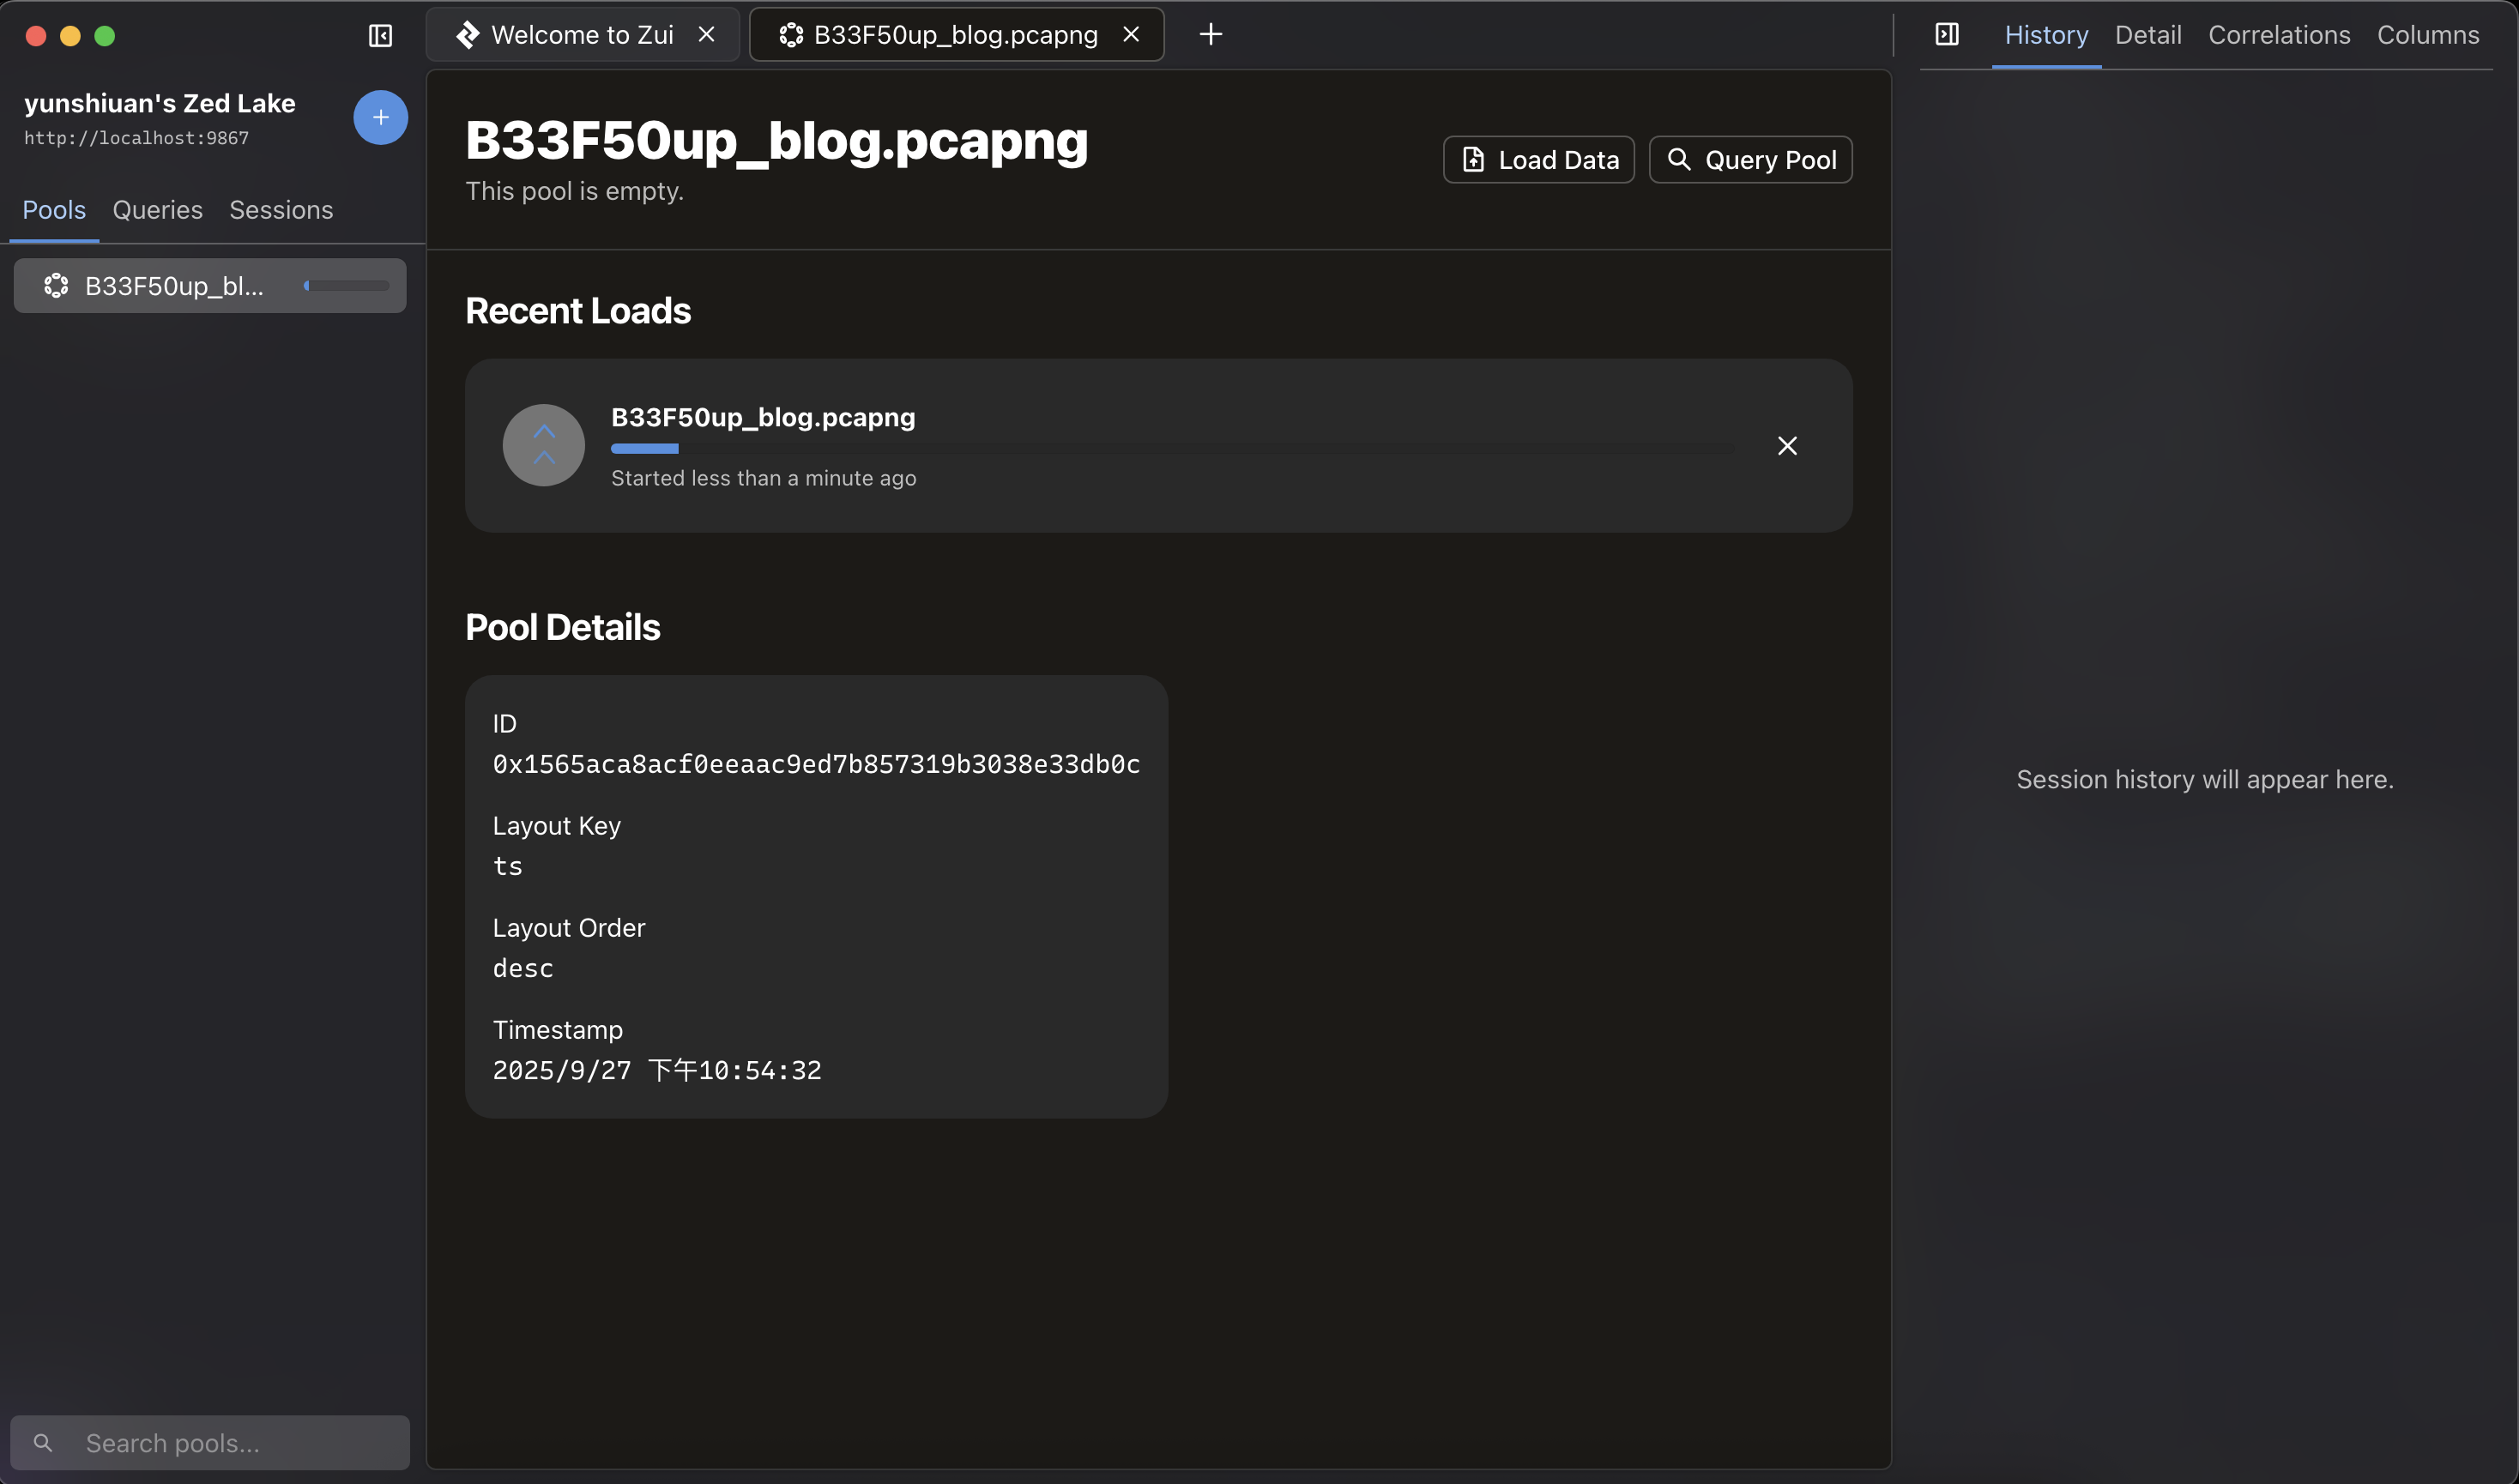 Welcome to Zui
B33F50up_blog.pcapng
History Detail Correlations Columns
yunshiuan's Zed Lake
http://localhost:9867
Pools Queries Sessions
B33F50up_bl...
Search pools...
B33F50up_blog.pcapng
This pool is empty.
Load Data
Query Pool
Recent Loads
B33F50up_blog.pcapng
Started less than a minute ago
Pool Details
ID
0x1565aca8acf0eeaac9ed7b857319b3038e33db0c
Layout Key
ts
Layout Order
desc
Timestamp
2025/9/27 下午10:54:32
Session history will appear here.